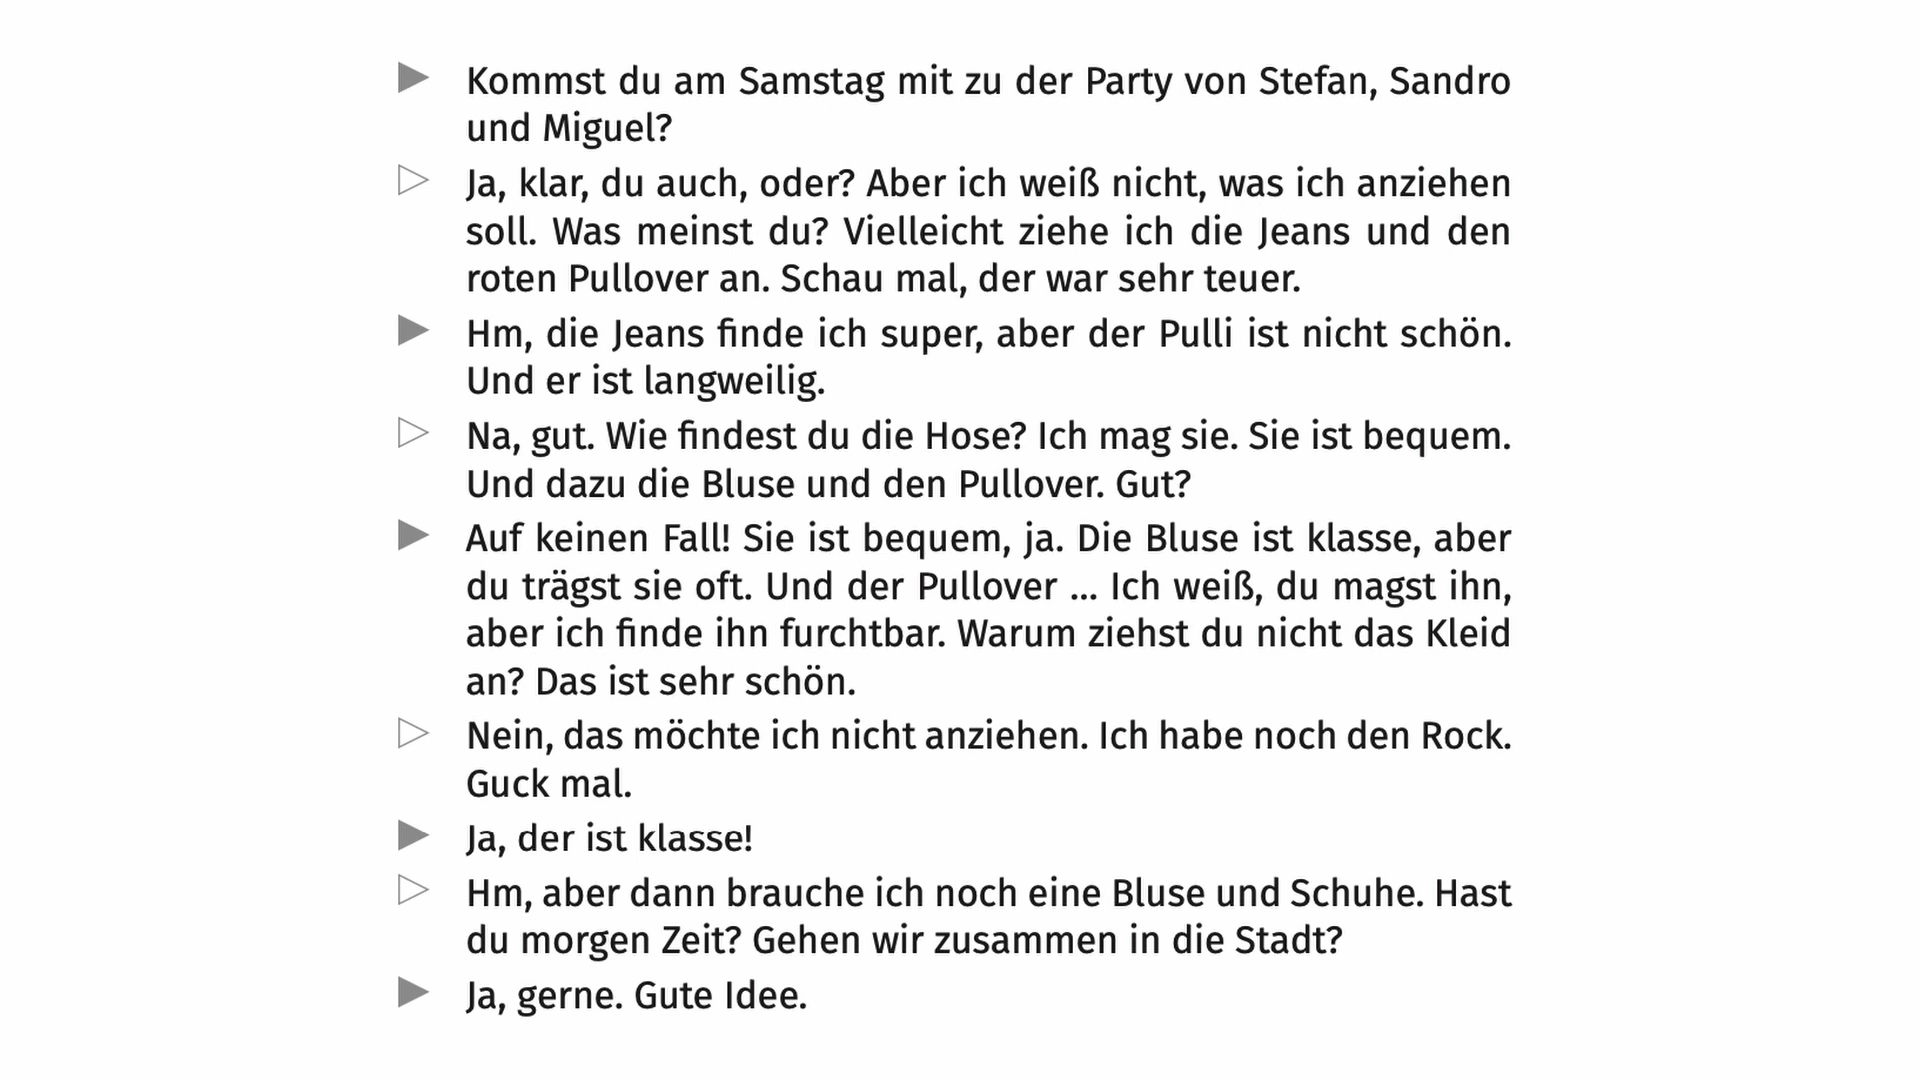 ▶ Kommst du am Samstag mit zu der Party von Stefan, Sandro
und Miguel?
▷ Ja, klar, du auch, oder? Aber ich weiß nicht, was ich anziehen
soll. Was meinst du? Vielleicht ziehe ich die Jeans und den
roten Pullover an. Schau mal, der war sehr teuer.
▶ Hm, die Jeans finde ich super, aber der Pulli ist nicht schön.
Und er ist langweilig.
▷ Na, gut. Wie findest du die Hose? Ich mag sie. Sie ist bequem.
Und dazu die Bluse und den Pullover. Gut?
▶ Auf keinen Fall! Sie ist bequem, ja. Die Bluse ist klasse, aber
du trägst sie oft. Und der Pullover ... Ich weiß, du magst ihn,
aber ich finde ihn furchtbar. Warum ziehst du nicht das Kleid
an? Das ist sehr schön.
▷ Nein, das möchte ich nicht anziehen. Ich habe noch den Rock.
Guck mal.
▶ Ja, der ist klasse!
▷ Hm, aber dann brauche ich noch eine Bluse und Schuhe. Hast
du morgen Zeit? Gehen wir zusammen in die Stadt?
▶ Ja, gerne. Gute Idee.